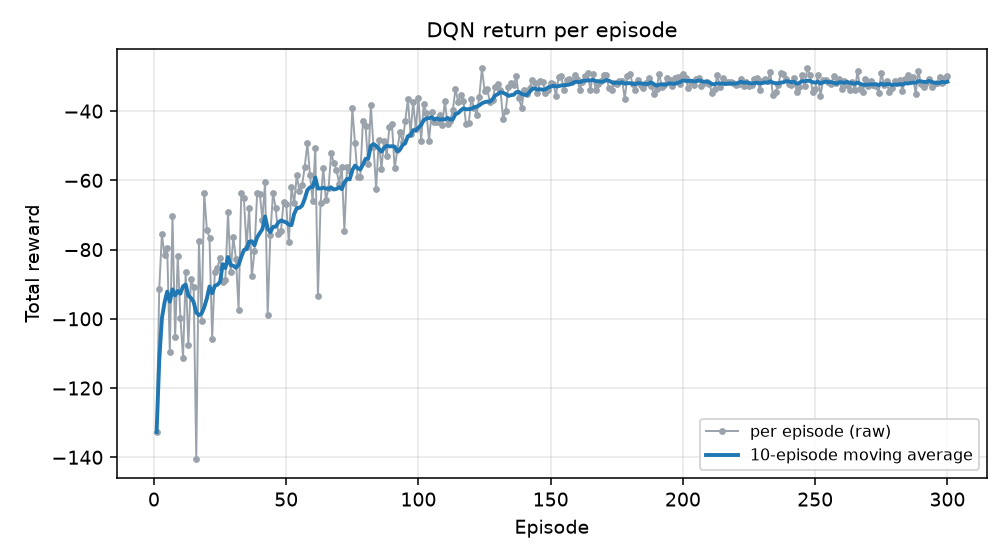 DQN return per episode
Total reward
−40
−60
−80
−100
−120
−140
0 50 100 150 200 250 300
Episode
per episode (raw)
10-episode moving average